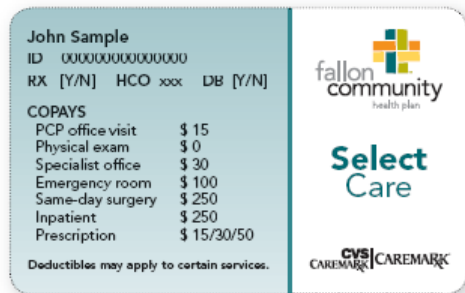 John Sample
ID 000000000000000
RX [Y/N] HCO xxx DB [Y/N]
COPAYS
PCP office visit $ 15
Physical exam $ 0
Specialist office $ 30
Emergency room $ 100
Same-day surgery $ 250
Inpatient $ 250
Prescription $ 15/30/50
Deductibles may apply to certain services.
fallon
community
health plan
Select
Care
CVS
CAREMARK CAREMARK